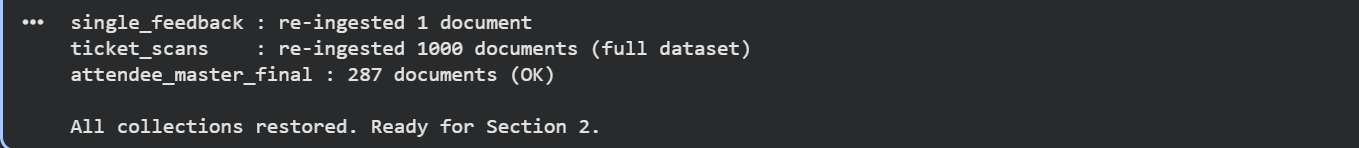 ••• single_feedback : re-ingested 1 document
ticket_scans    : re-ingested 1000 documents (full dataset)
attendee_master_final : 287 documents (OK)
All collections restored. Ready for Section 2.